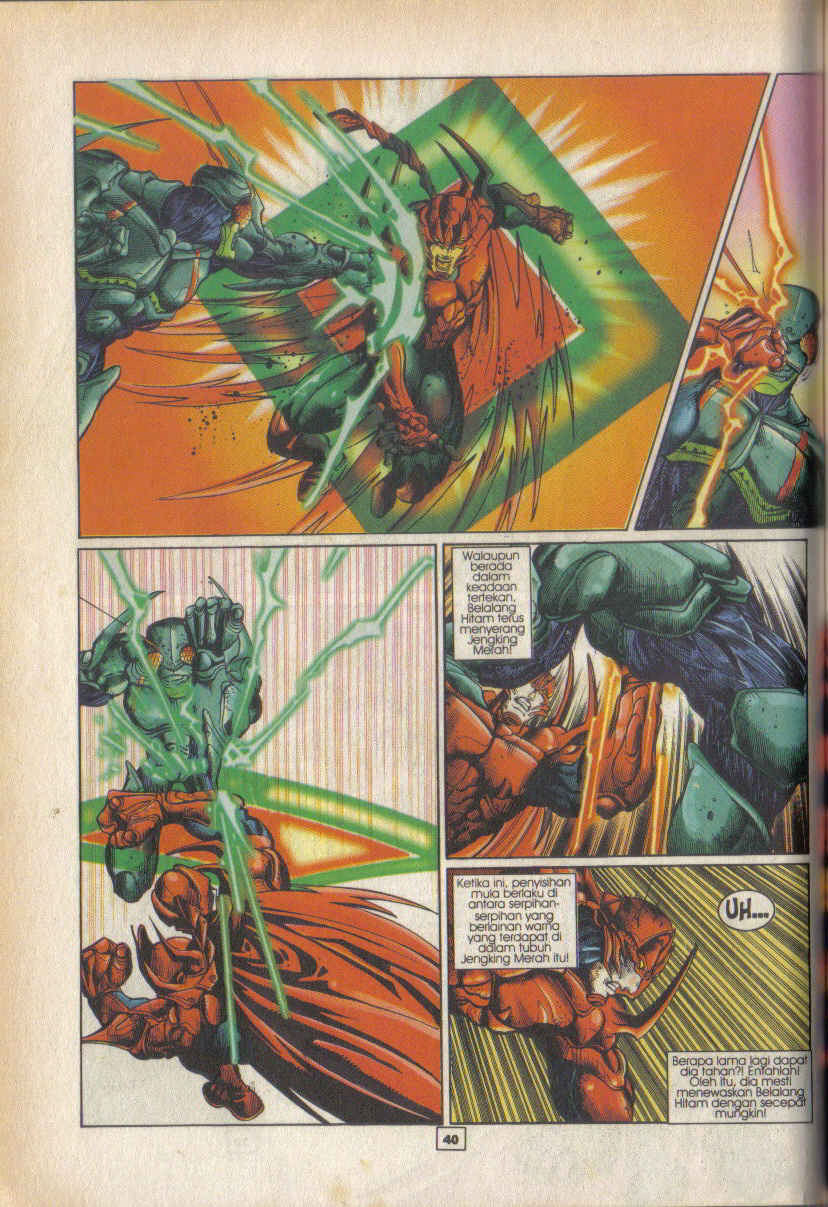 Walaupun
berada
dalam
keadaan
tertekan,
Belalang
Hitam terus
menyerang
Jengking
Merah!
Ketika ini, penyisihan
mula berlaku di
antara serpihan-
serpihan yang
berlainan warna
yang terdapat di
dalam tubuh
Jengking Merah itu!
UH...
Berapa lama lagi dapat
dia tahan?! Entahlah!
Oleh itu, dia mesti
menewaskan Belalang
Hitam dengan secepat
mungkin!
40